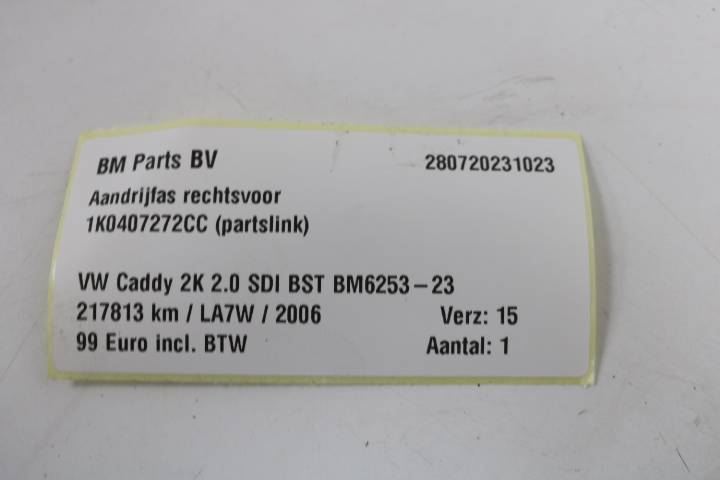 BM Parts BV 280720231023
Aandrijfas rechtsvoor
1K0407272CC (partslink)
VW Caddy 2K 2.0 SDI BST BM6253-23
217813 km / LA7W / 2006 Verz: 15
99 Euro incl. BTW Aantal: 1